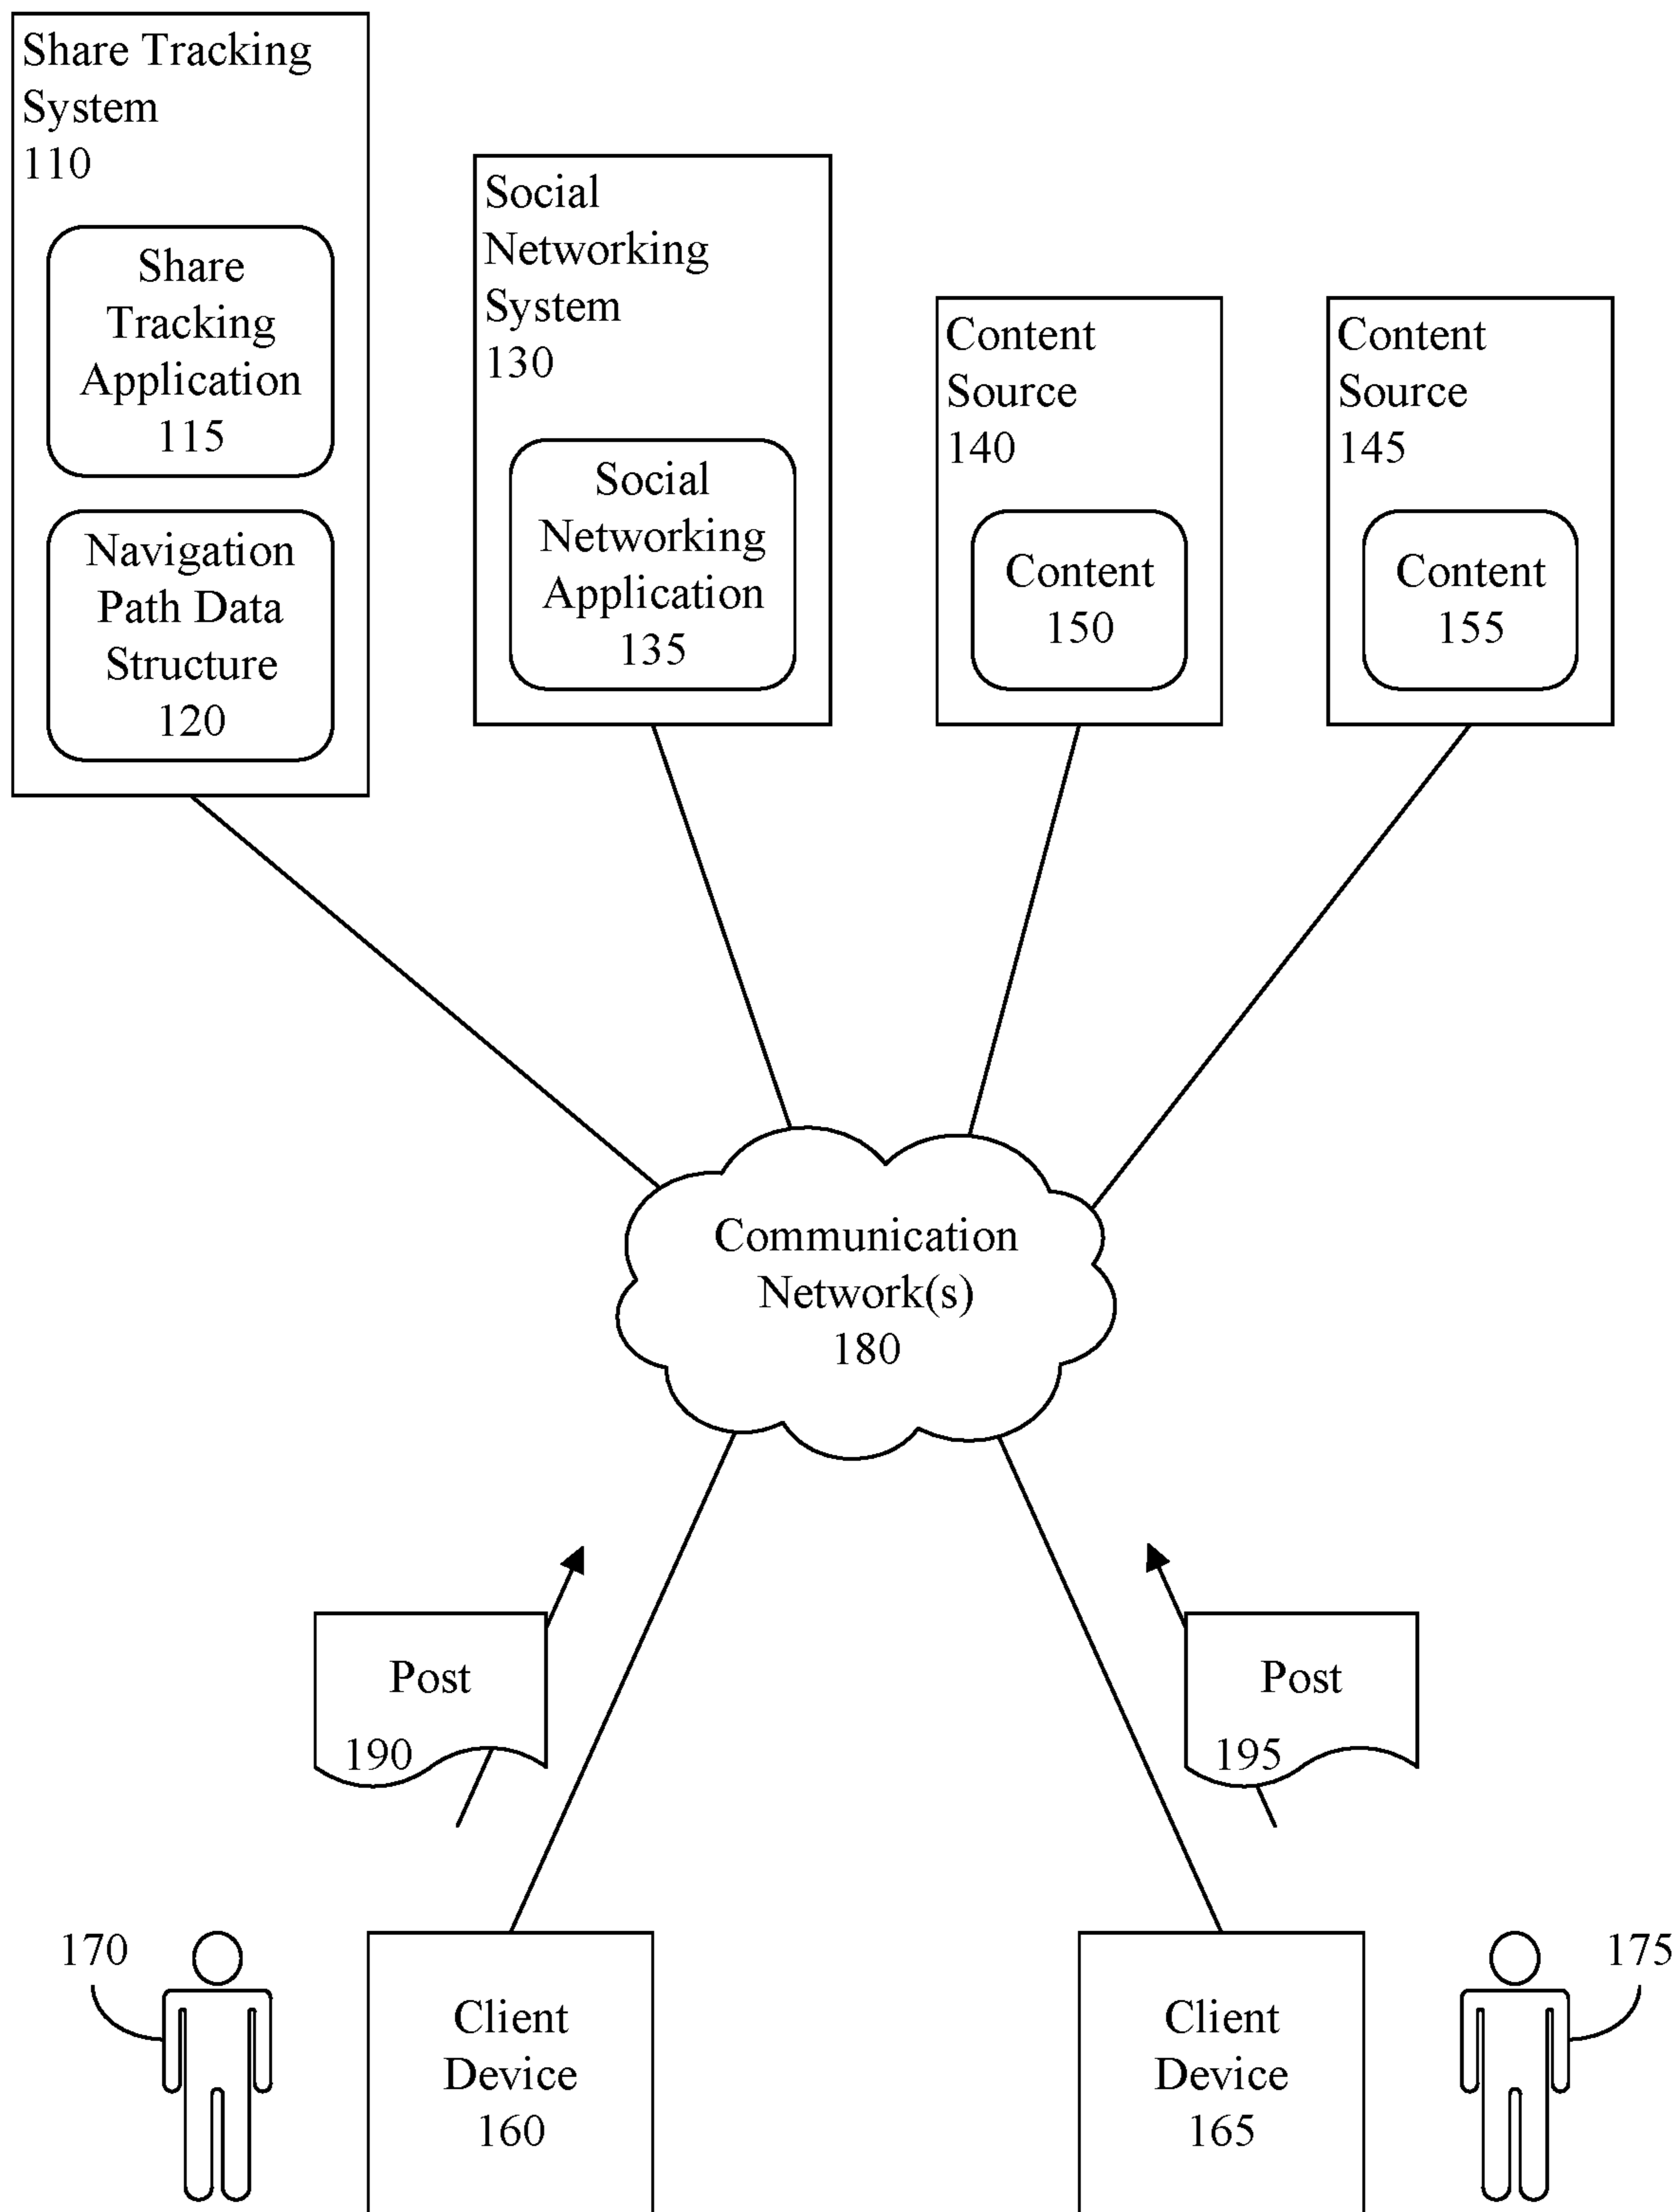 Share Tracking
System
110
Share
Tracking
Application
115
Navigation
Path Data
Structure
120
Social
Networking
System
130
Social
Networking
Application
135
Content
Source
140
Content
150
Content
Source
145
Content
155
Communication
Network(s)
180
Post
190
Post
195
170
Client
Device
160
Client
Device
165
175